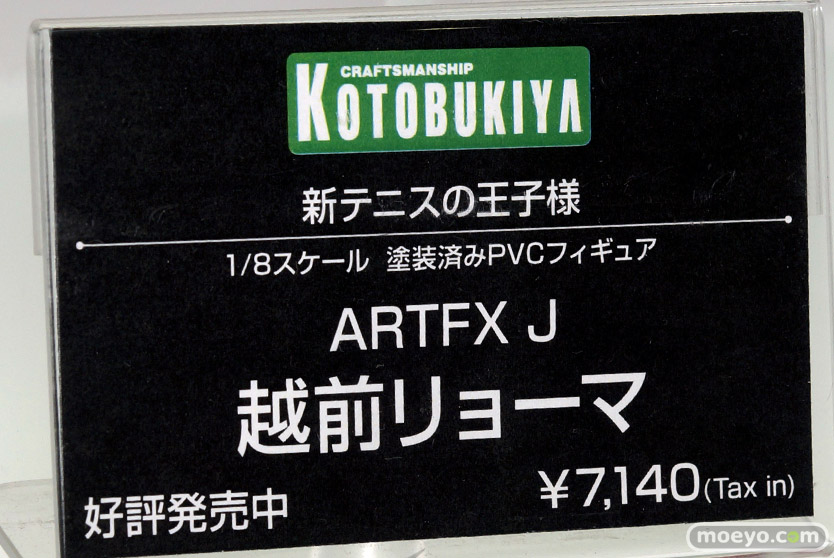 CRAFTSMANSHIP
KOTOBUKIYA
新テニスの王子様
1/8スケール 塗装済みPVCフィギュア
ARTFX J
越前リョーマ
¥7,140(Tax in)
好評発売中
moeyo.com